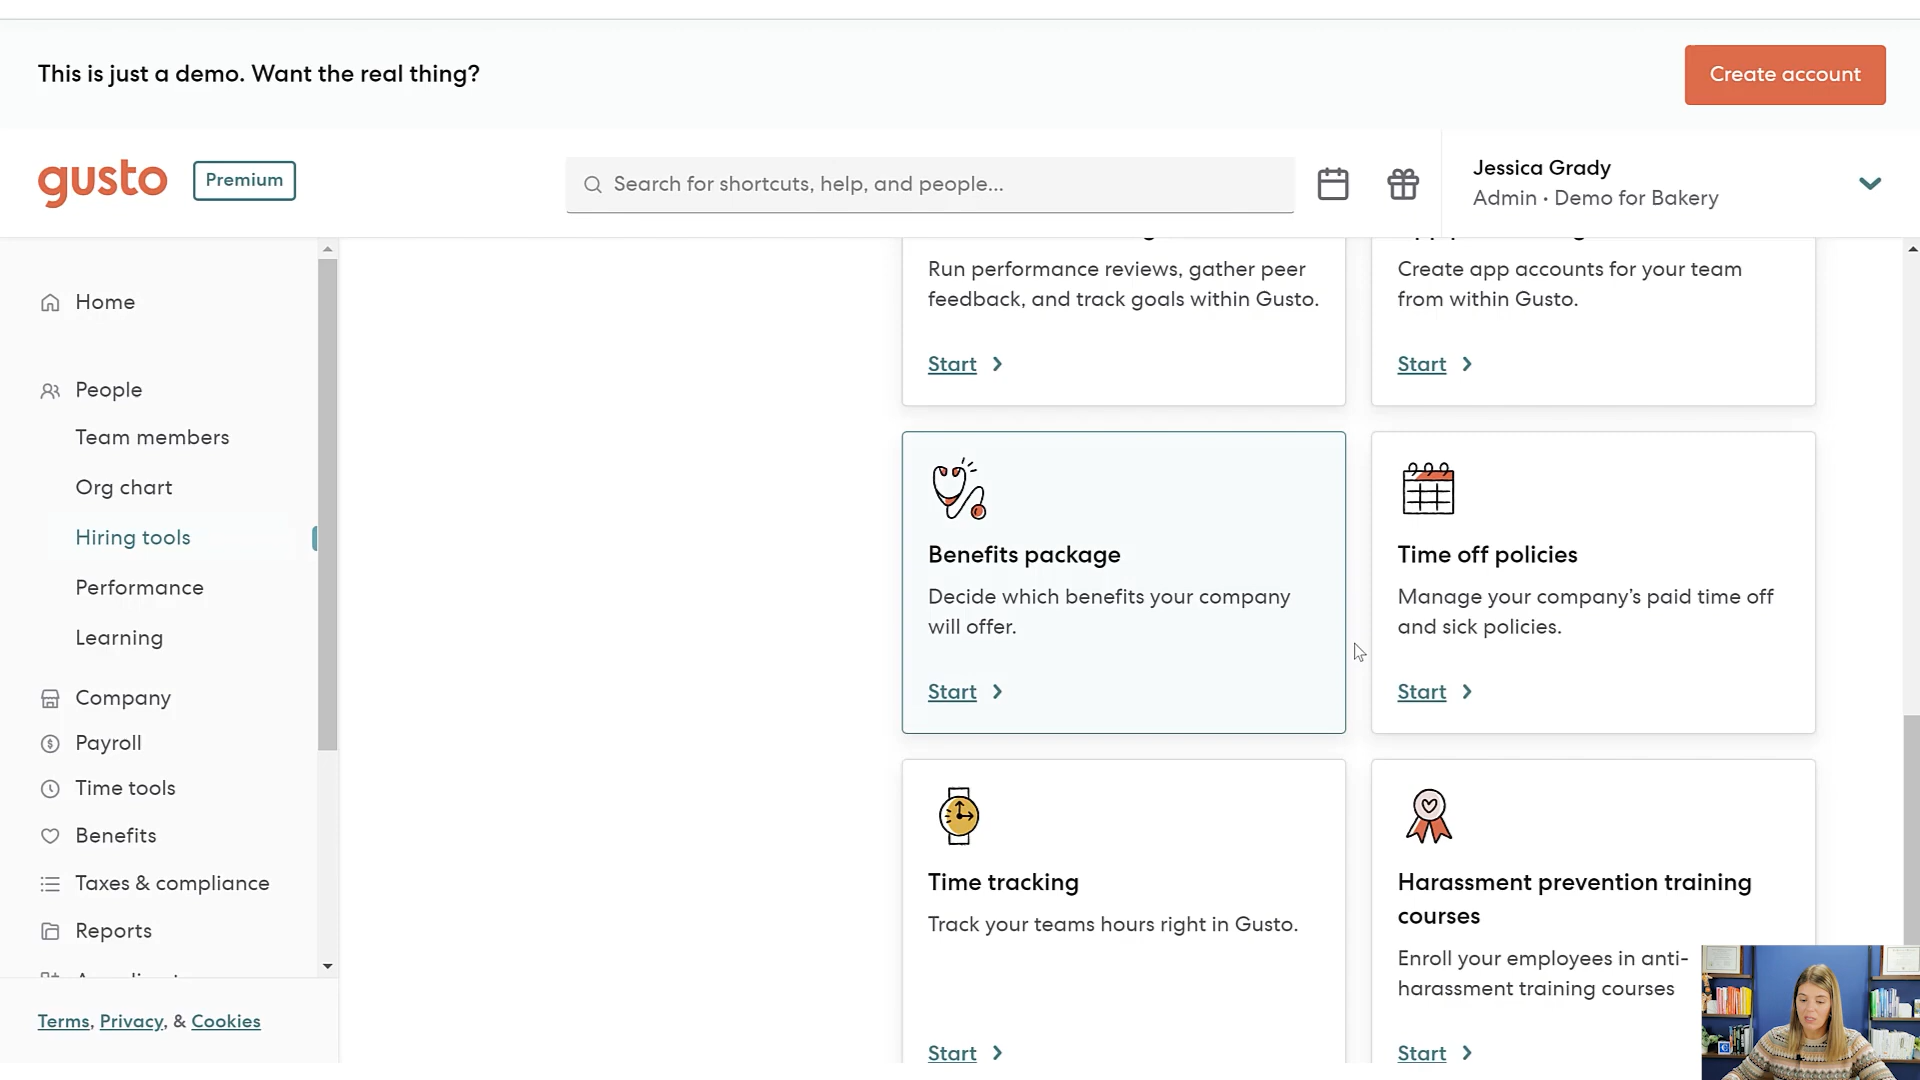 This is just a demo. Want the real thing?
Create account
gusto
Premium
Search for shortcuts, help, and people...
Jessica Grady
Admin • Demo for Bakery
Home
People
Team members
Org chart
Hiring tools
Performance
Learning
Company
Payroll
Time tools
Benefits
Taxes & compliance
Reports
Terms, Privacy, & Cookies
Run performance reviews, gather peer
feedback, and track goals within Gusto.
Start
Create app accounts for your team
from within Gusto.
Start
Benefits package
Decide which benefits your company
will offer.
Start
Time off policies
Manage your company’s paid time off
and sick policies.
Start
Time tracking
Track your teams hours right in Gusto.
Start
Harassment prevention training
courses
Enroll your employees in anti-
harassment training courses
Start